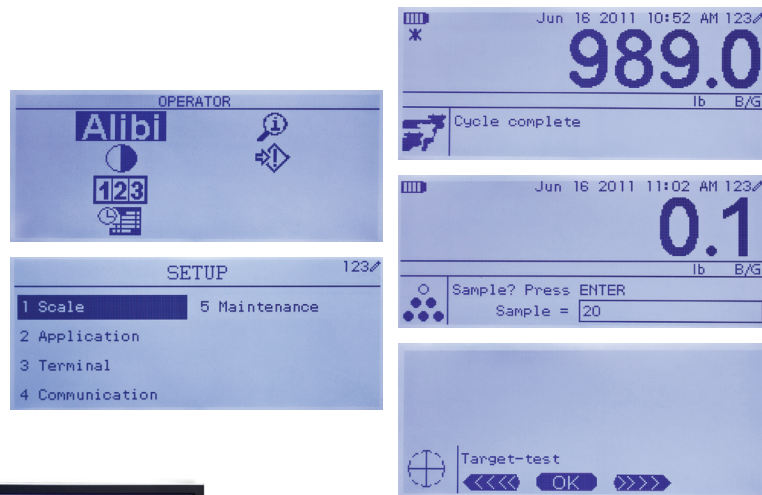 OPERATOR
Alibi
123
SETUP
123
1 Scale
5 Maintenance
2 Application
3 Terminal
4 Communication
Jun 16 2011 10:52 AM 123
989.0
lb B/G
Cycle complete
Jun 16 2011 11:02 AM 123
0.1
lb B/G
Sample? Press ENTER
Sample = 20
Target-test
<<<< OK >>>>